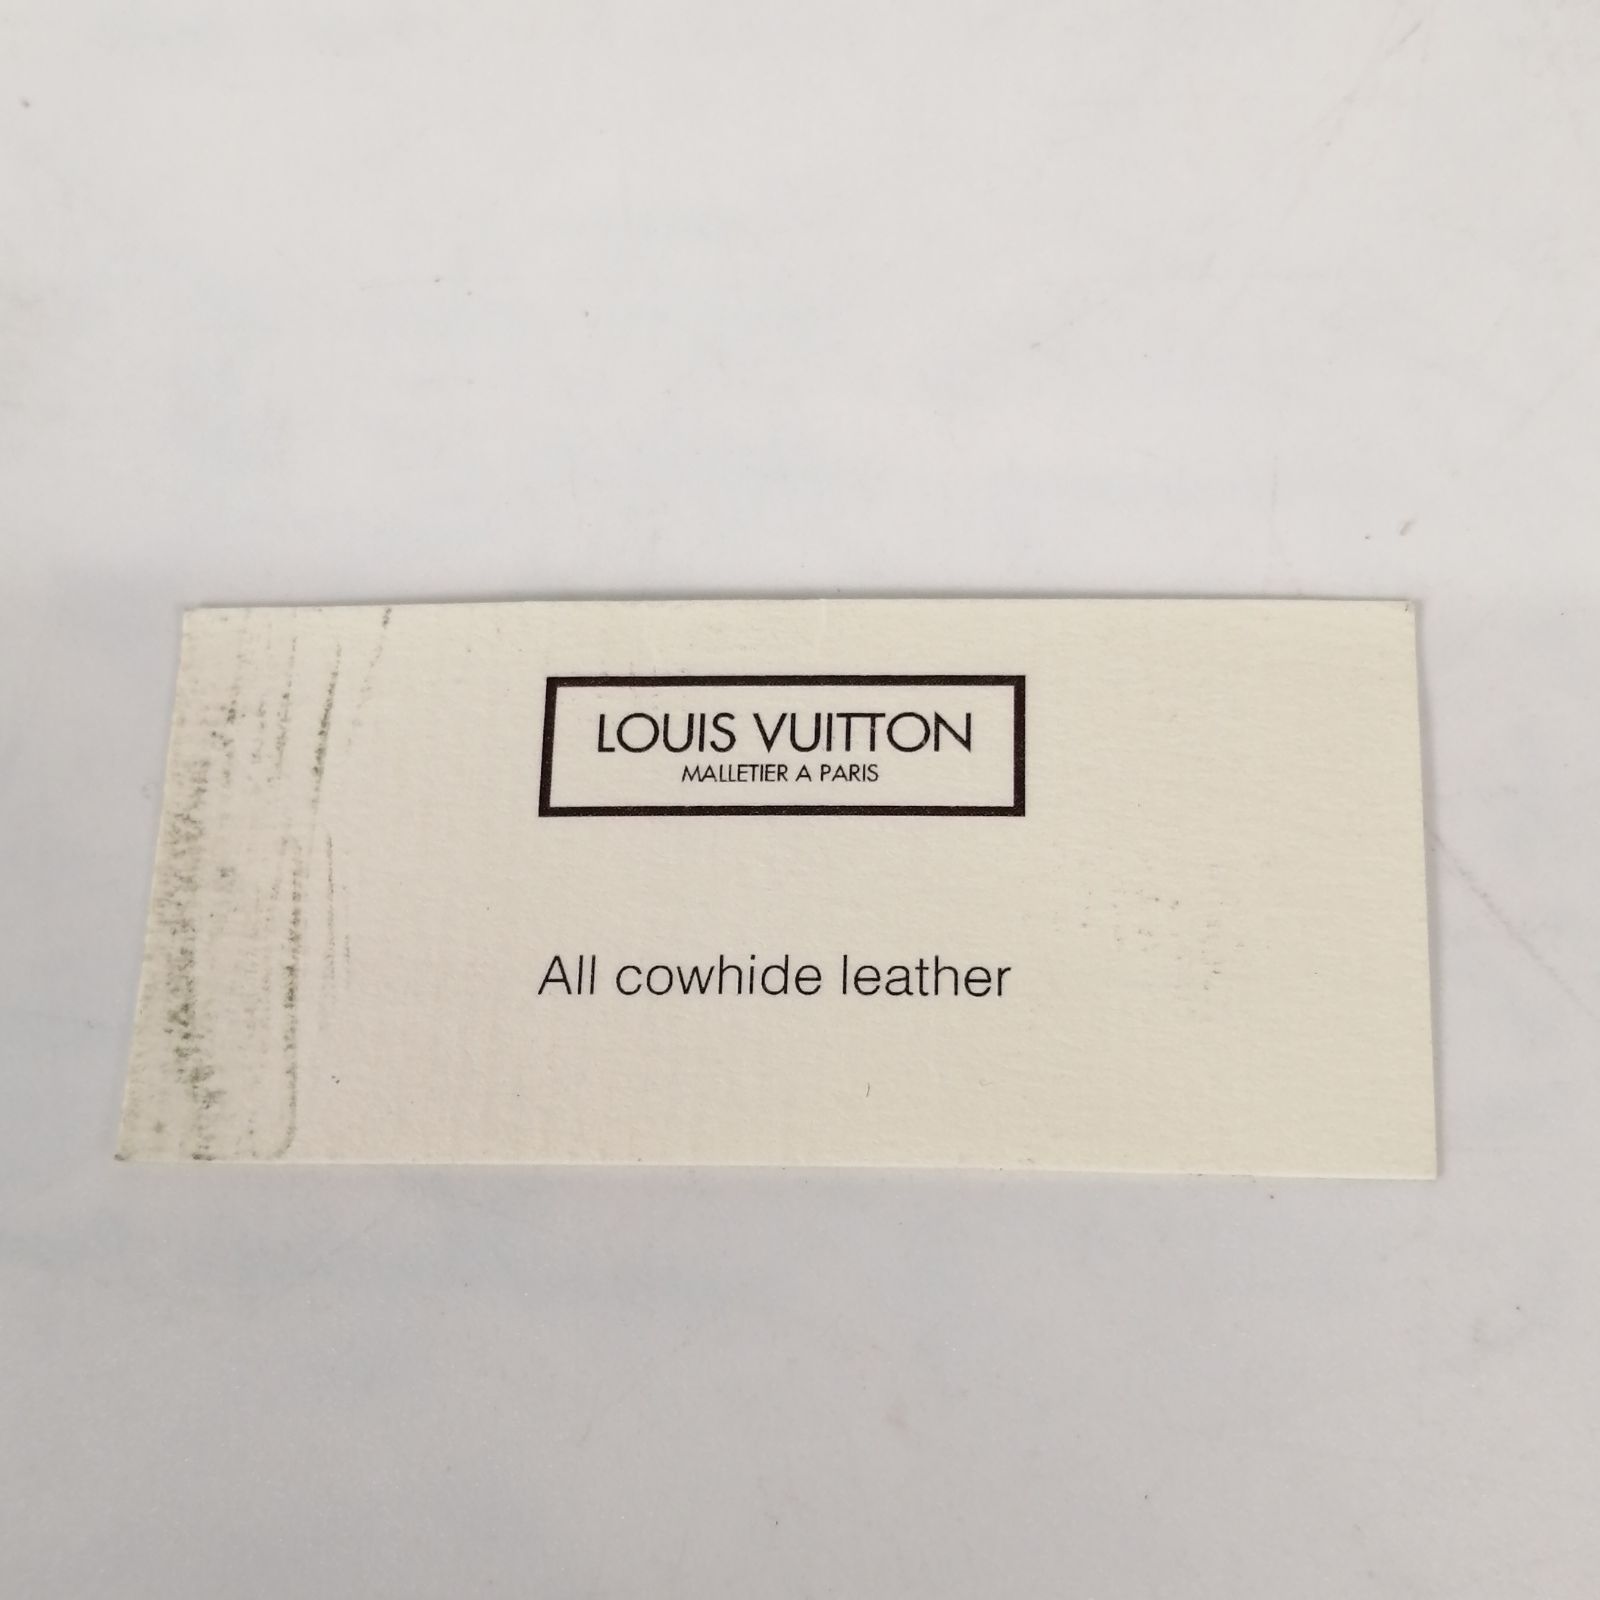 LOUIS VUITTON
MALLETIER A PARIS
All cowhide leather